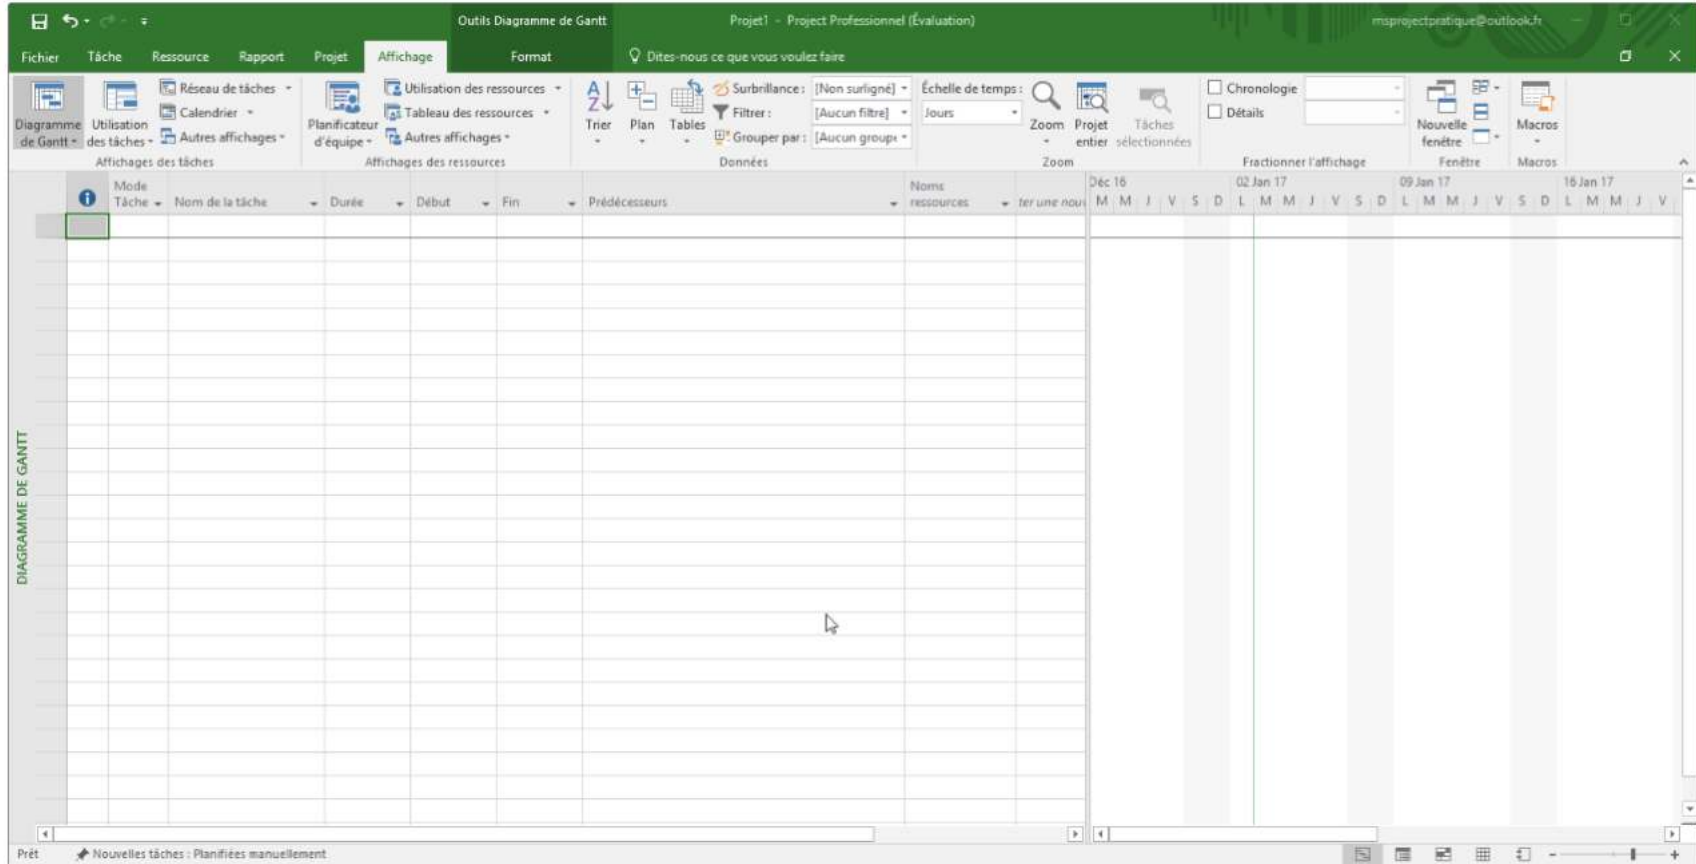 Outils Diagramme de Gantt
Projet1 - Project Professionnel (Évaluation)
msprojectpratique@outlook.fr
Fichier Tâche Ressource Rapport Projet Affichage Format Dites-nous ce que vous voulez faire
Diagramme de Gantt
Utilisation des tâches
Réseau de tâches
Calendrier
Autres affichages
Affichages des tâches
Planificateur d'équipe
Utilisation des ressources
Tableau des ressources
Autres affichages
Affichages des ressources
Trier
Plan
Tables
Surbrillance : [Non surligné]
Filtrer : [Aucun filtre]
Grouper par : [Aucun groupe
Données
Échelle de temps :
Jours
Zoom
Projet entier
Tâches sélectionnées
Zoom
Chronologie
Détails
Fractionner l'affichage
Nouvelle fenêtre
Fenêtre
Macros
Macros
Mode Tâche
Nom de la tâche
Durée
Début
Fin
Prédécesseurs
Noms ressources
ter une nou
Déc 16 02 Jan 17 09 Jan 17 16 Jan 17
M M J V S D L M M J V S D L M M J V S D L M M J V
DIAGRAMME DE GANTT
Prêt
Nouvelles tâches : Planifiées manuellement